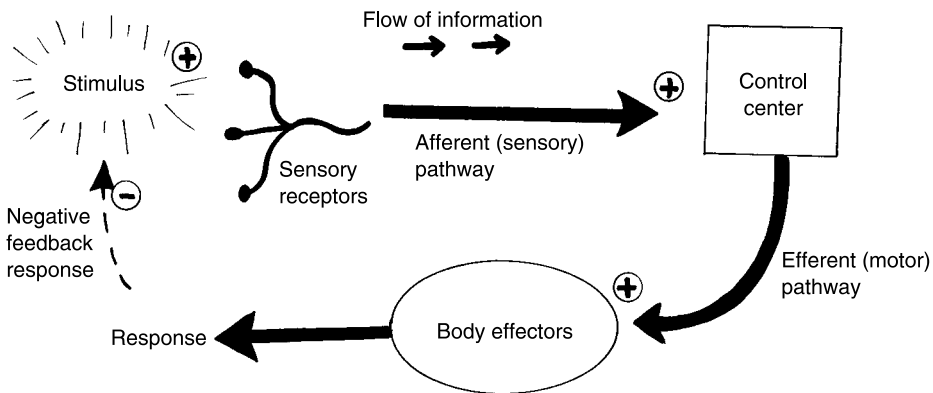 Flow of information
Stimulus
+
Sensory
receptors
+
Afferent (sensory)
pathway
Control
center
Efferent (motor)
pathway
+
Body effectors
Response
Negative
feedback
response
−